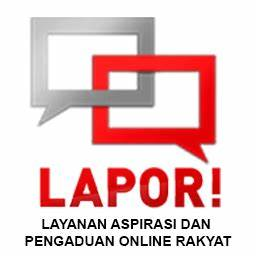 LAPOR!
LAYANAN ASPIRASI DAN
PENGADUAN ONLINE RAKYAT